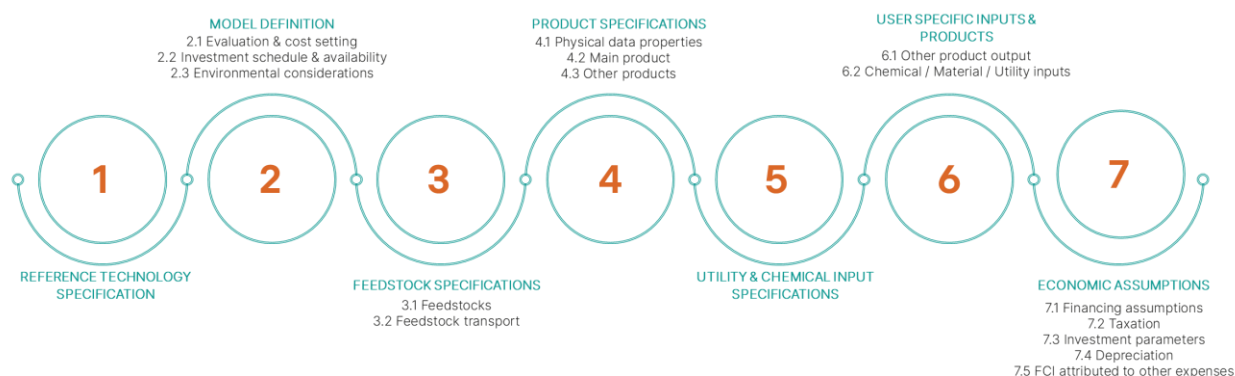 1
REFERENCE TECHNOLOGY
SPECIFICATION
MODEL DEFINITION
2.1 Evaluation & cost setting
2.2 Investment schedule & availability
2.3 Environmental considerations
2
3
FEEDSTOCK SPECIFICATIONS
3.1 Feedstocks
3.2 Feedstock transport
PRODUCT SPECIFICATIONS
4.1 Physical data properties
4.2 Main product
4.3 Other products
4
5
UTILITY & CHEMICAL INPUT
SPECIFICATIONS
USER SPECIFIC INPUTS &
PRODUCTS
6.1 Other product output
6.2 Chemical / Material / Utility inputs
6
7
ECONOMIC ASSUMPTIONS
7.1 Financing assumptions
7.2 Taxation
7.3 Investment parameters
7.4 Depreciation
7.5 FCI attributed to other expenses